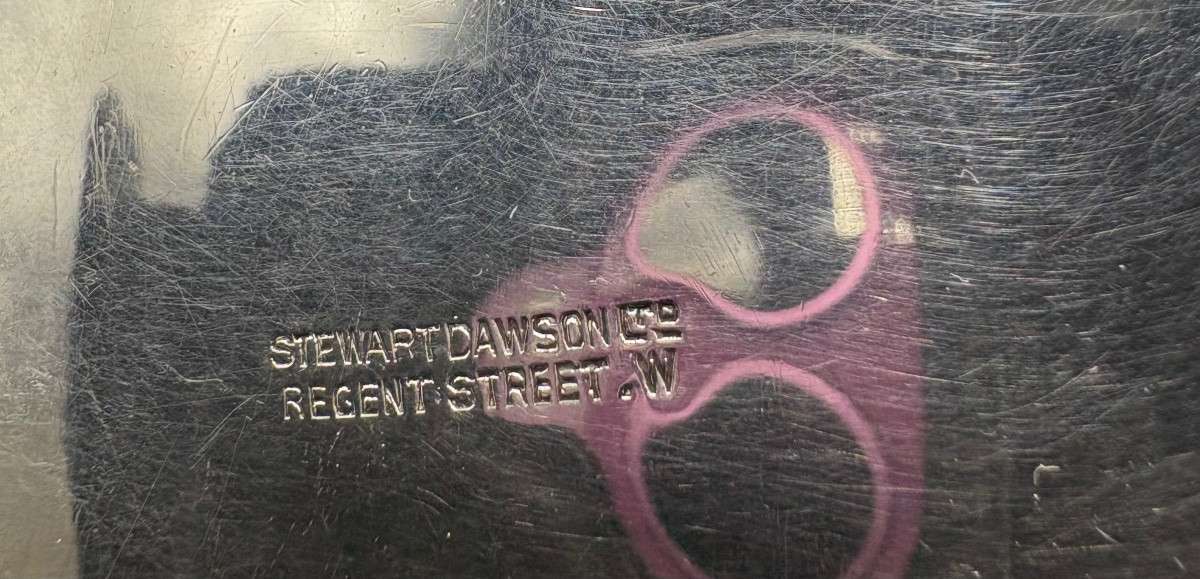 STEWART DAWSON LTD
REGENT STREET .W